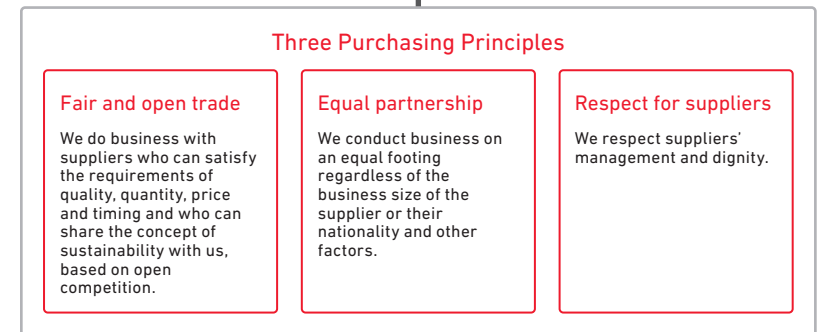 Three Purchasing Principles
Fair and open trade
We do business with
suppliers who can satisfy
the requirements of
quality, quantity, price
and timing and who can
share the concept of
sustainability with us,
based on open
competition.
Equal partnership
We conduct business on
an equal footing
regardless of the
business size of the
supplier or their
nationality and other
factors.
Respect for suppliers
We respect suppliers’
management and dignity.